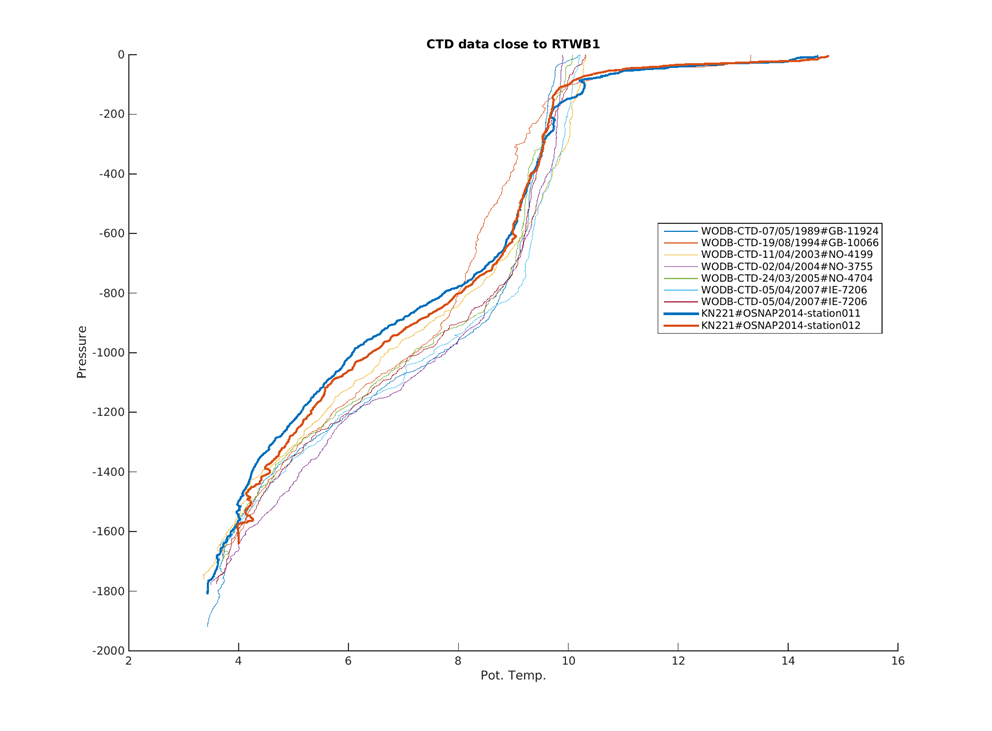 CTD data close to RTWB1
0
-200
-400
-600
-800
-1000
-1200
-1400
-1600
-1800
-2000
Pressure
WODB-CTD-07/05/1989#GB-11924
WODB-CTD-19/08/1994#GB-10066
WODB-CTD-11/04/2003#NO-4199
WODB-CTD-02/04/2004#NO-3755
WODB-CTD-24/03/2005#NO-4704
WODB-CTD-05/04/2007#IE-7206
WODB-CTD-05/04/2007#IE-7206
KN221#OSNAP2014-station011
KN221#OSNAP2014-station012
2 4 6 8 10 12 14 16
Pot. Temp.